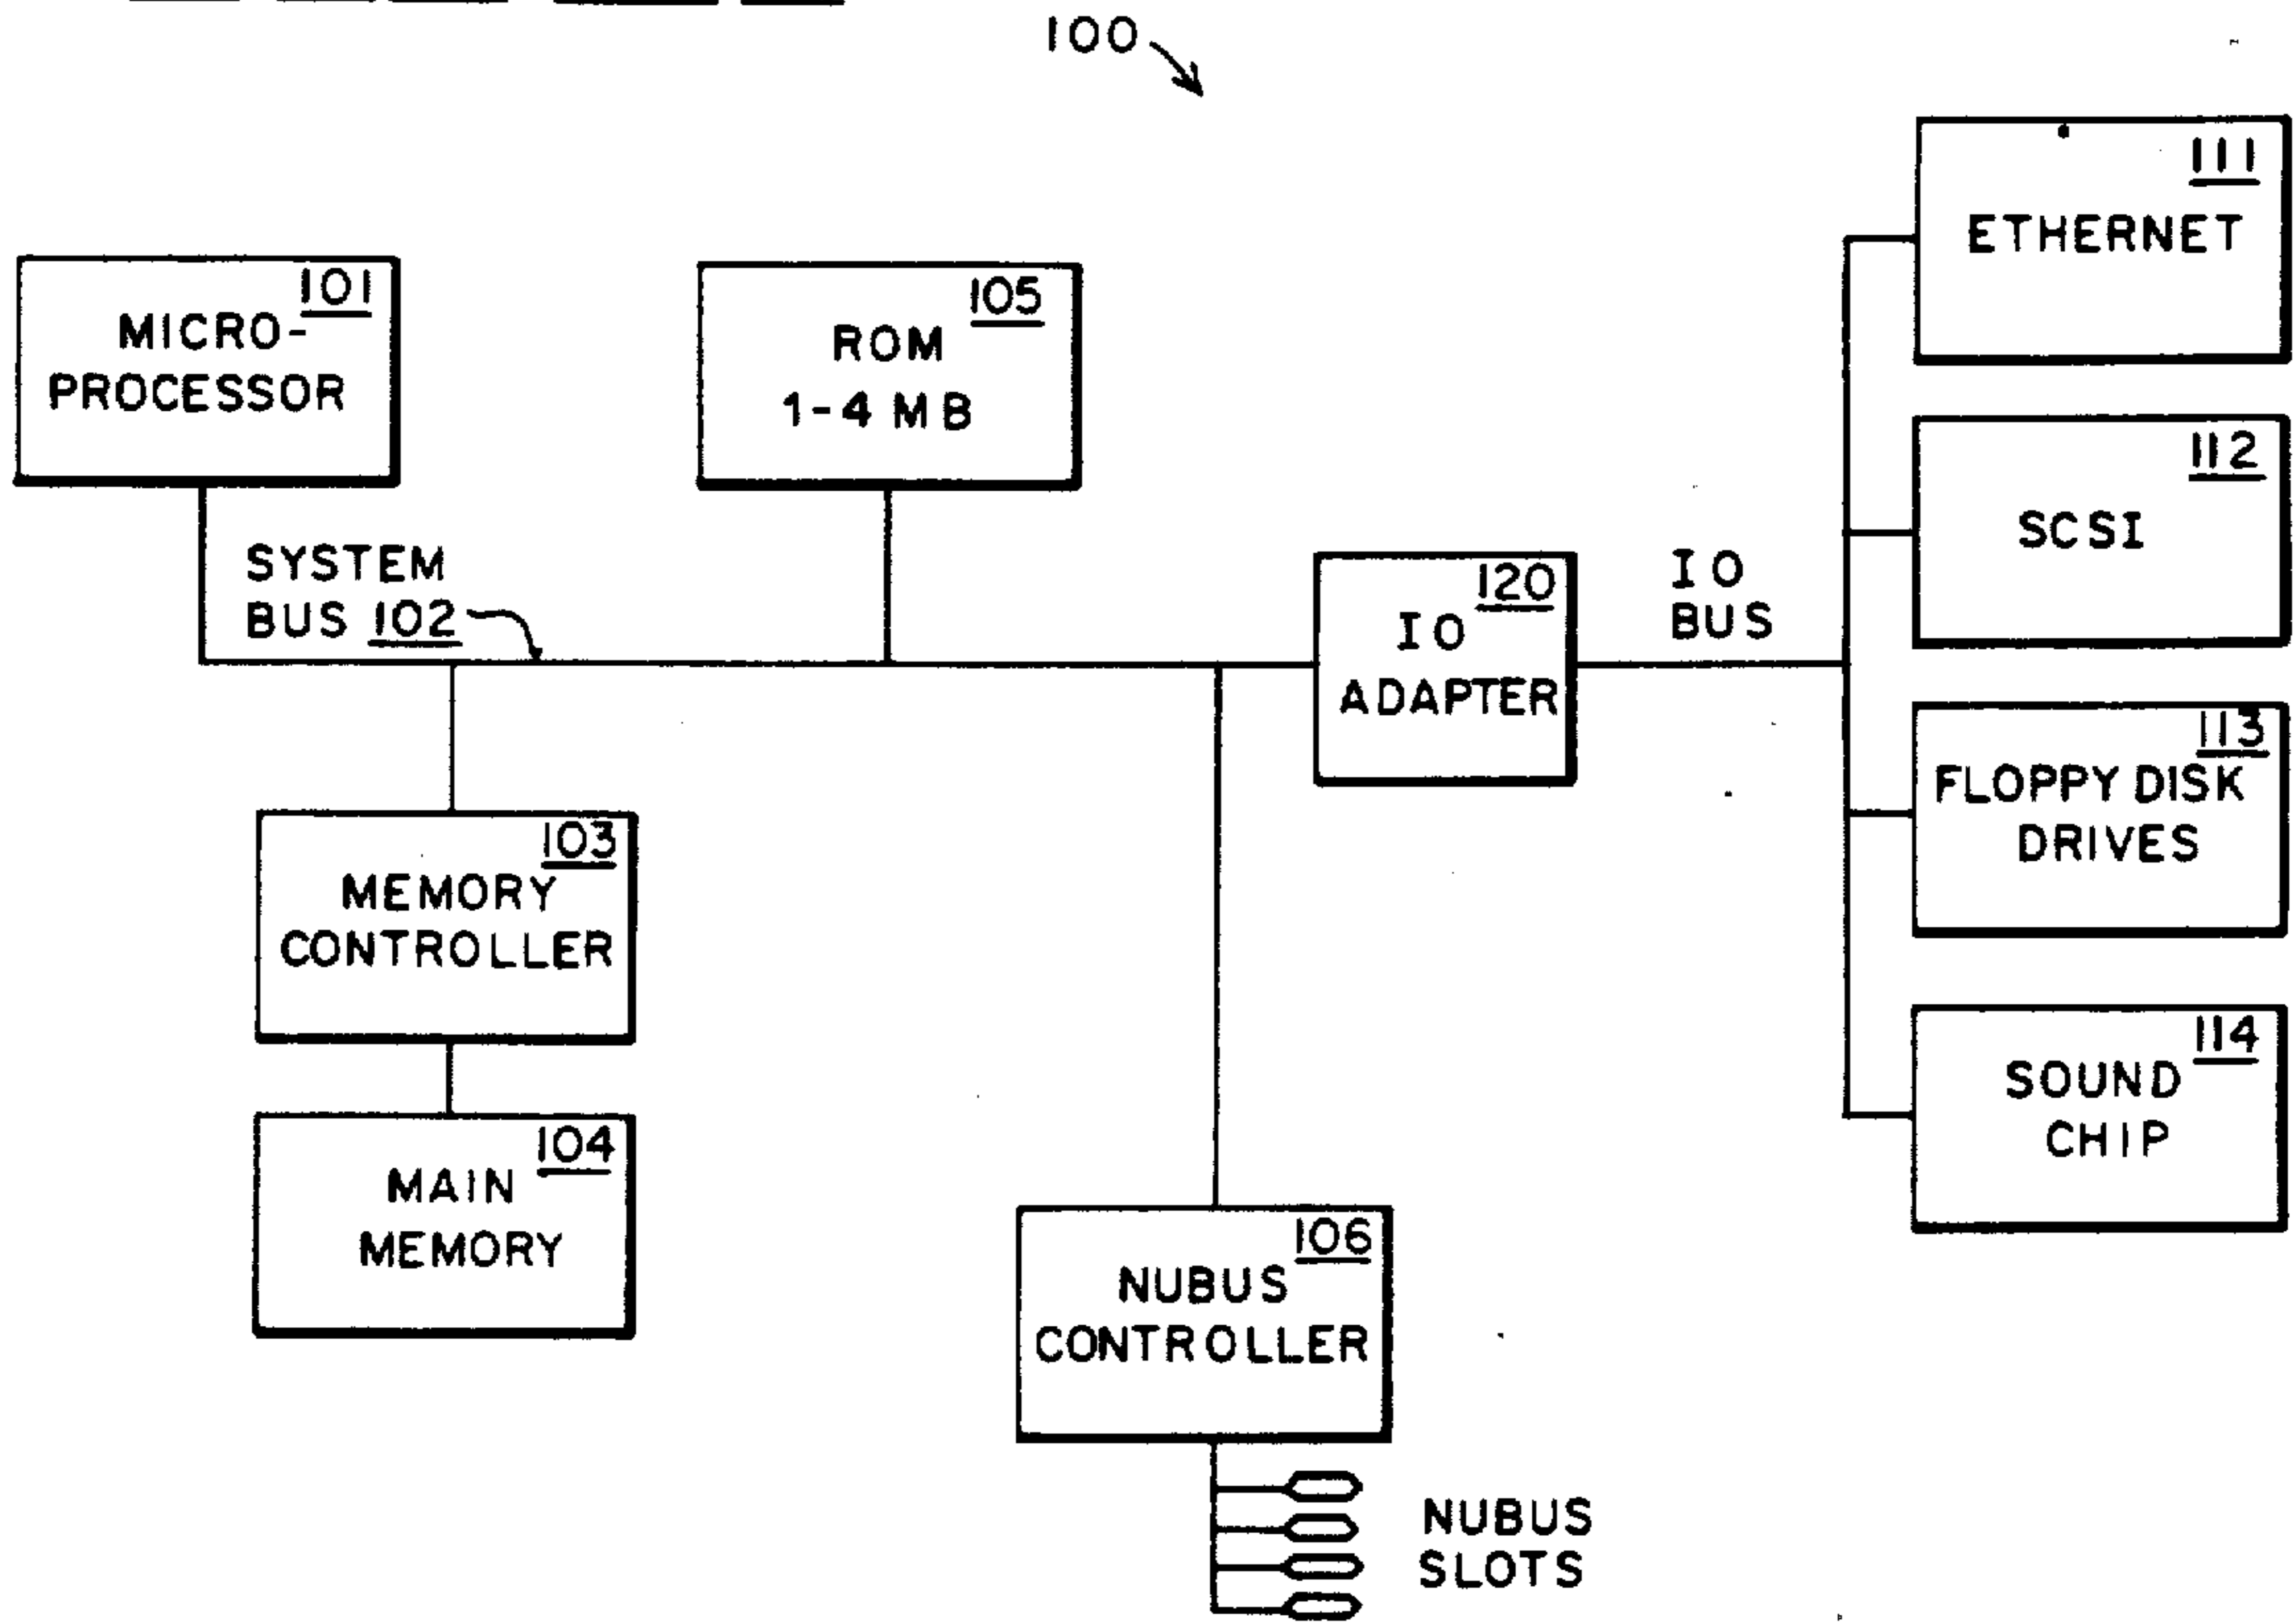 100
111
ETHERNET
101
MICRO-
PROCESSOR
105
ROM
1-4 MB
112
SCSI
SYSTEM
BUS 102
120
IO
ADAPTER
IO
BUS
113
FLOPPY DISK
DRIVES
103
MEMORY
CONTROLLER
114
SOUND
CHIP
104
MAIN
MEMORY
106
NUBUS
CONTROLLER
NUBUS
SLOTS